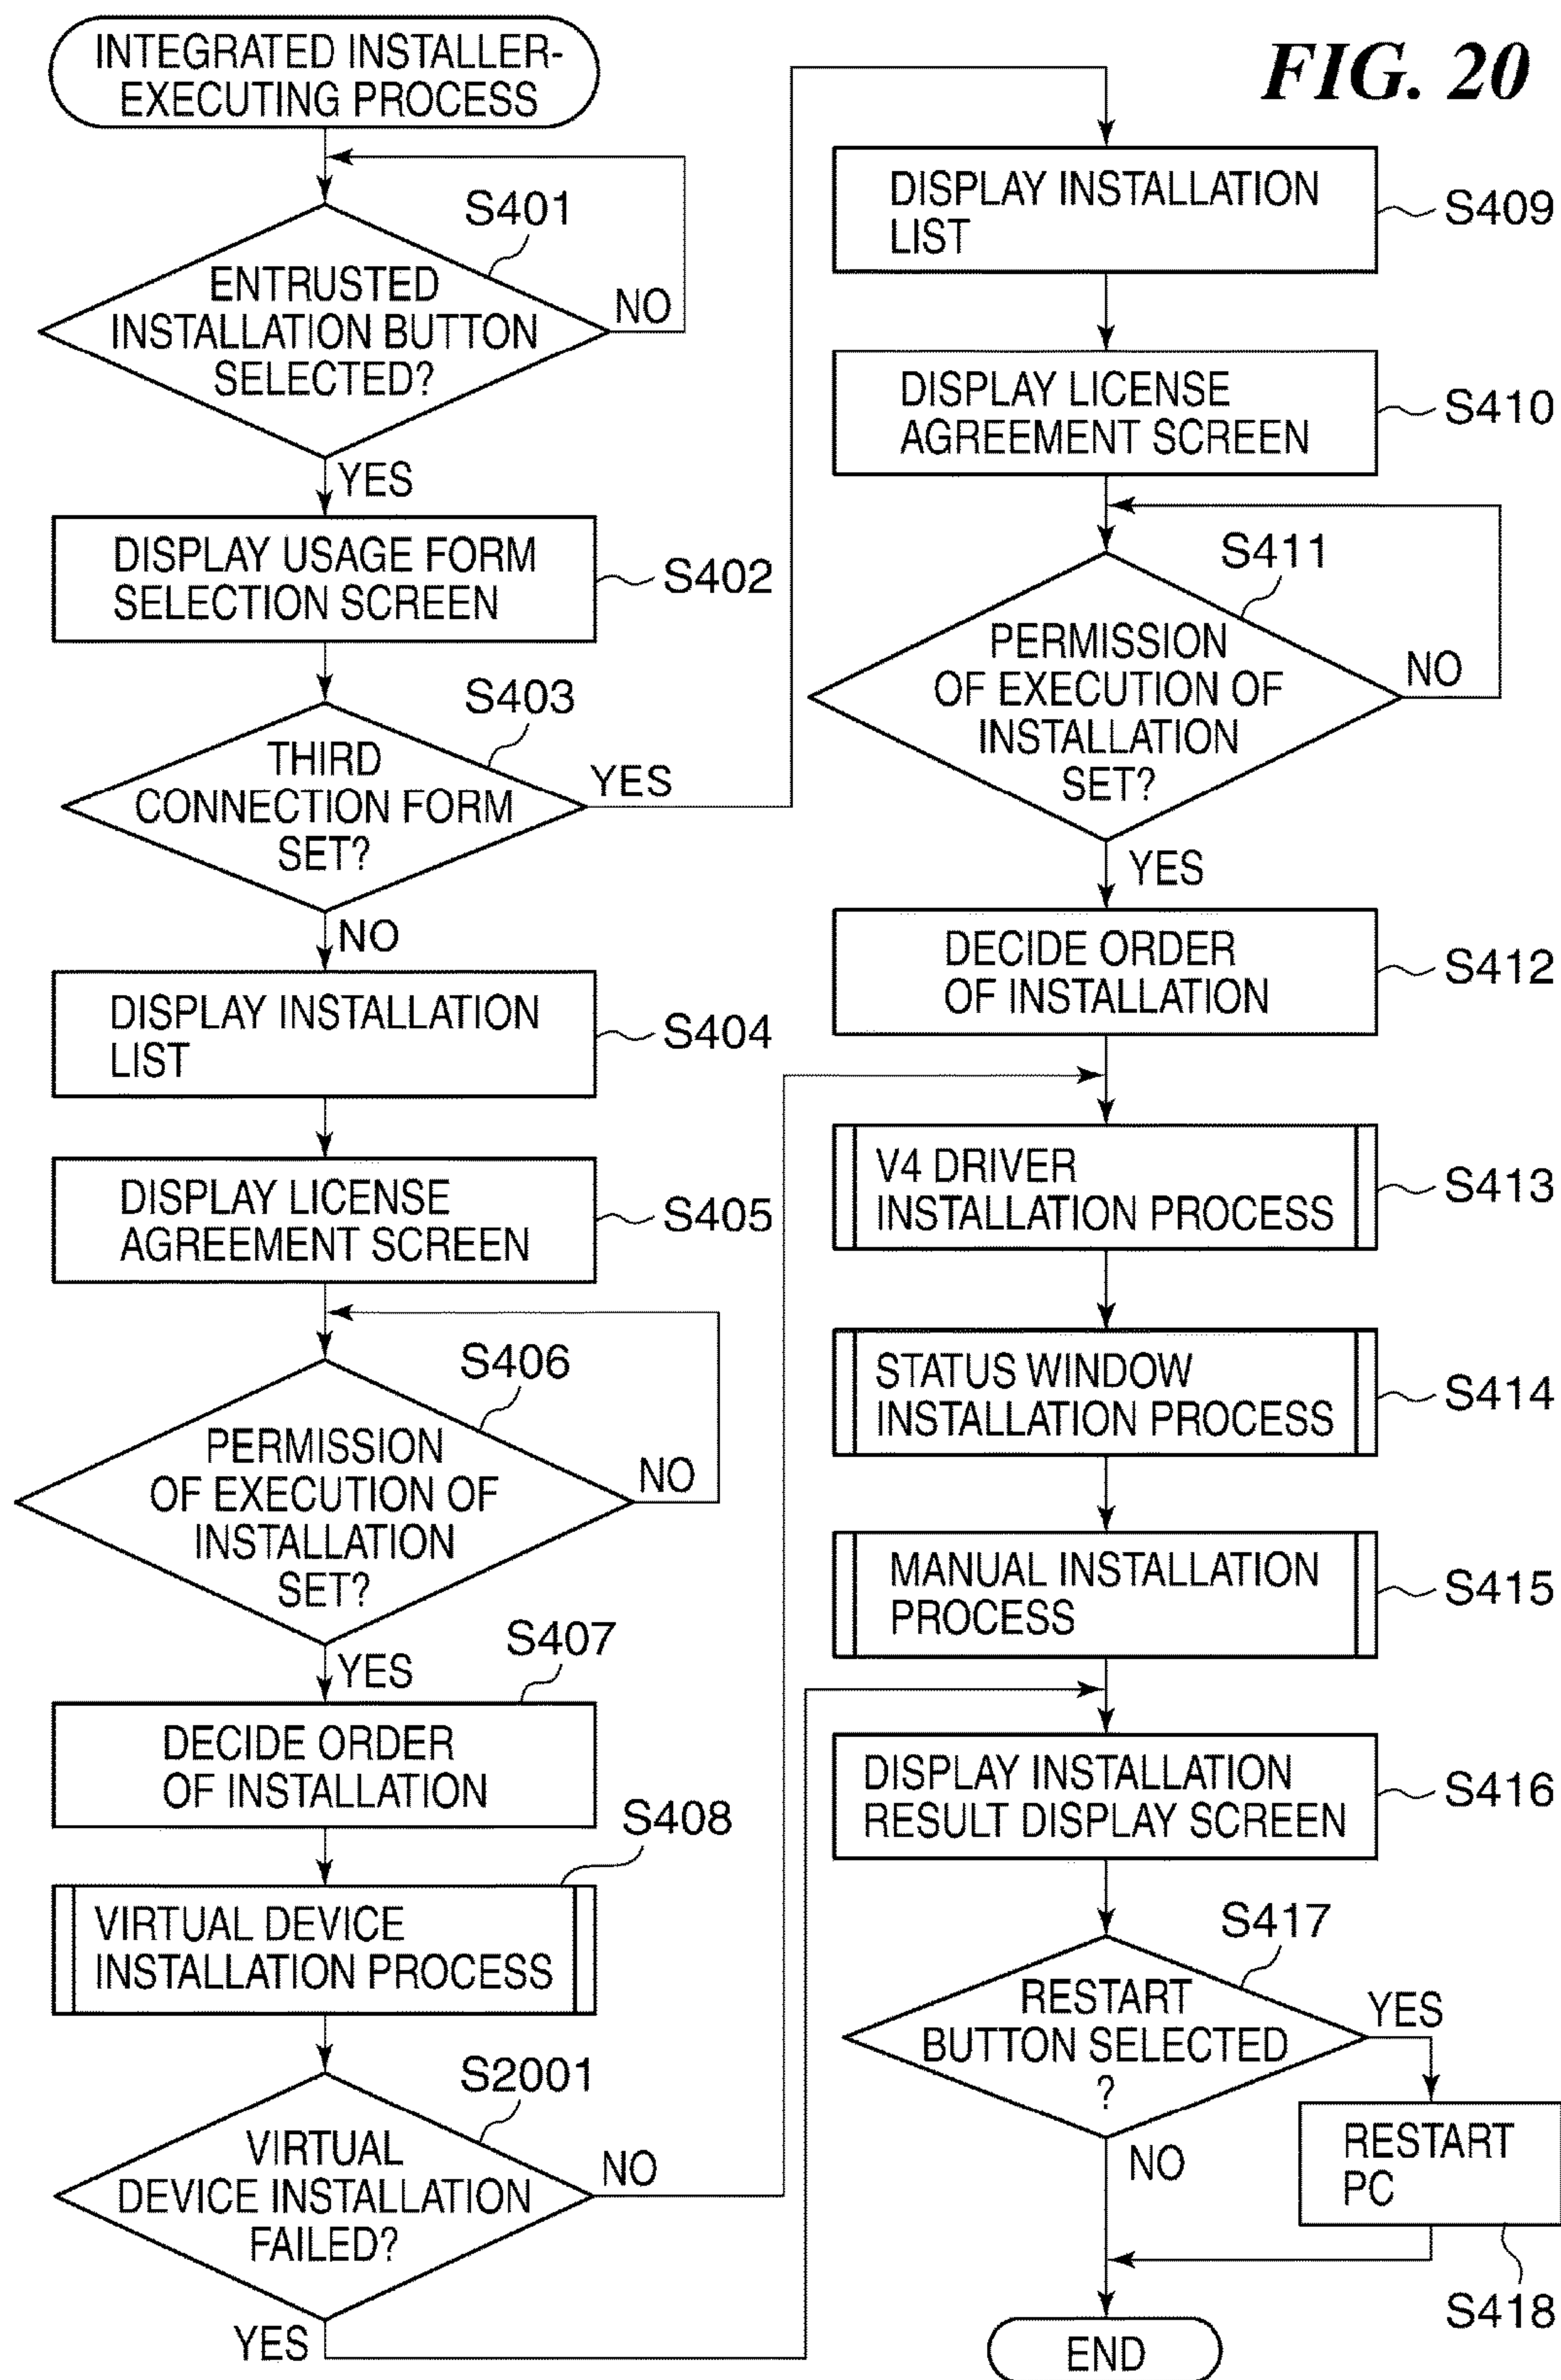 FIG. 20
INTEGRATED INSTALLER-
EXECUTING PROCESS
S401
ENTRUSTED
INSTALLATION BUTTON
SELECTED?
NO
YES
DISPLAY USAGE FORM
SELECTION SCREEN
S402
S403
THIRD
CONNECTION FORM
SET?
YES
NO
DISPLAY INSTALLATION
LIST
S404
DISPLAY LICENSE
AGREEMENT SCREEN
S405
S406
PERMISSION
OF EXECUTION OF
INSTALLATION
SET?
NO
YES
S407
DECIDE ORDER
OF INSTALLATION
S408
VIRTUAL DEVICE
INSTALLATION PROCESS
S2001
VIRTUAL
DEVICE INSTALLATION
FAILED?
NO
YES
DISPLAY INSTALLATION
LIST
S409
DISPLAY LICENSE
AGREEMENT SCREEN
S410
S411
PERMISSION
OF EXECUTION OF
INSTALLATION
SET?
NO
YES
DECIDE ORDER
OF INSTALLATION
S412
V4 DRIVER
INSTALLATION PROCESS
S413
STATUS WINDOW
INSTALLATION PROCESS
S414
MANUAL INSTALLATION
PROCESS
S415
DISPLAY INSTALLATION
RESULT DISPLAY SCREEN
S416
S417
RESTART
BUTTON SELECTED
?
YES
NO
RESTART
PC
S418
END